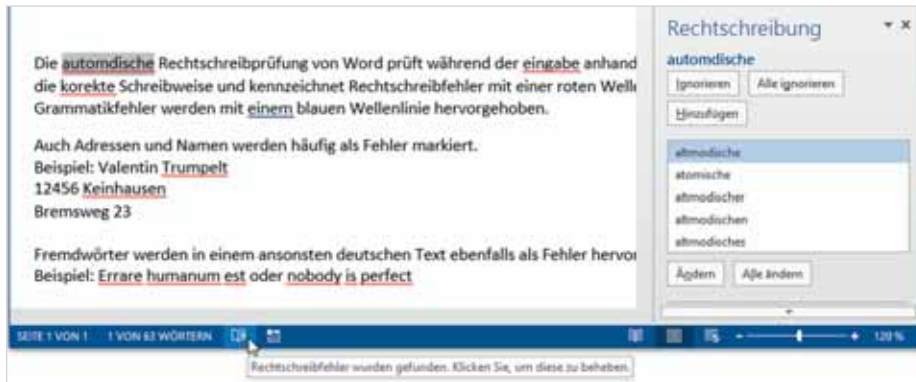 Die automdische Rechtschreibprüfung von Word prüft während der eingabe anhand
die korekte Schreibweise und kennzeichnet Rechtschreibfehler mit einer roten Welle
Grammatikfehler werden mit einem blauen Wellenlinie hervorgehoben.
Auch Adressen und Namen werden häufig als Fehler markiert.
Beispiel: Valentin Trumpelt
12456 Keinhausen
Bremsweg 23
Fremdwörter werden in einem ansonsten deutschen Text ebenfalls als Fehler hervor
Beispiel: Errare humanum est oder nobody is perfect
Rechtschreibung
automdische
Ignorieren Alle ignorieren
Hinzufügen
altmodische
atomische
altmodischer
altmodischen
altmodisches
Ändern Alle ändern
SEITE 1 VON 1 1 VON 63 WÖRTERN 120 %
Rechtschreibfehler wurden gefunden. Klicken Sie, um diese zu beheben.